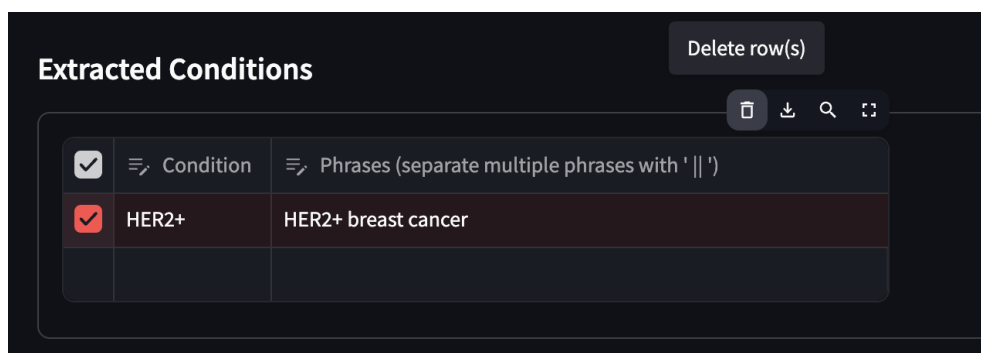 Delete row(s)
Extracted Conditions
Condition Phrases (separate multiple phrases with ' || ')
HER2+ HER2+ breast cancer